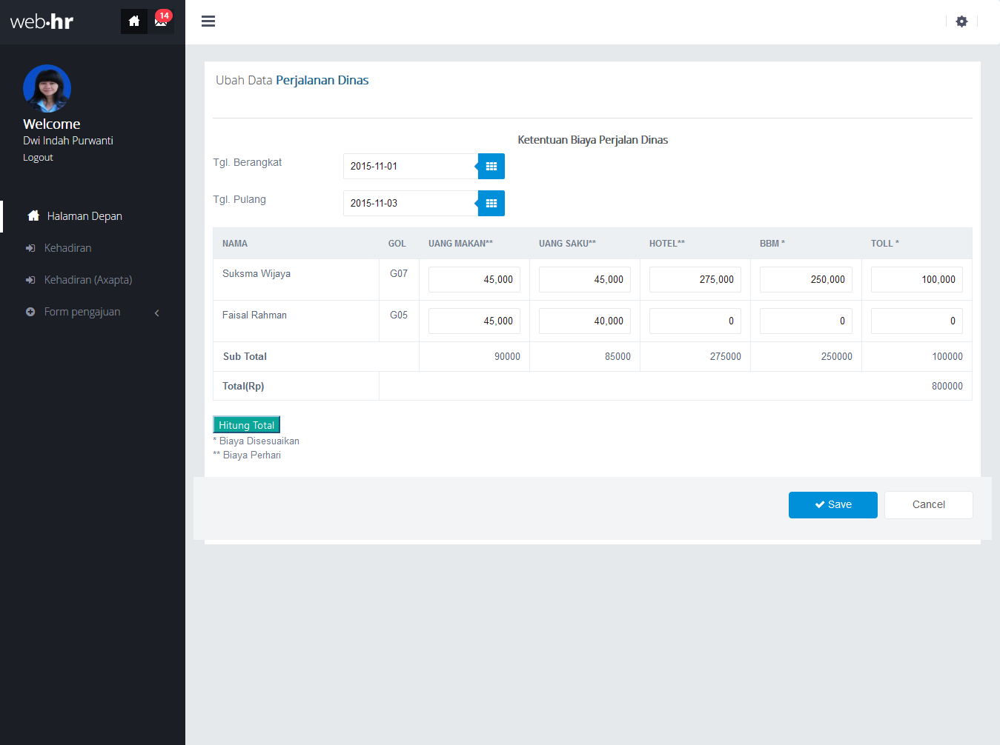 web•hr
14
Welcome
Dwi Indah Purwanti
Logout
Halaman Depan
Kehadiran
Kehadiran (Axapta)
Form pengajuan
Ubah Data Perjalanan Dinas
Ketentuan Biaya Perjalan Dinas
Tgl. Berangkat 2015-11-01
Tgl. Pulang 2015-11-03
NAMA GOL UANG MAKAN** UANG SAKU** HOTEL** BBM * TOLL *
Suksma Wijaya G07 45,000 45,000 275,000 250,000 100,000
Faisal Rahman G05 45,000 40,000 0 0 0
Sub Total 90000 85000 275000 250000 100000
Total(Rp) 800000
Hitung Total
* Biaya Disesuaikan
** Biaya Perhari
Save Cancel